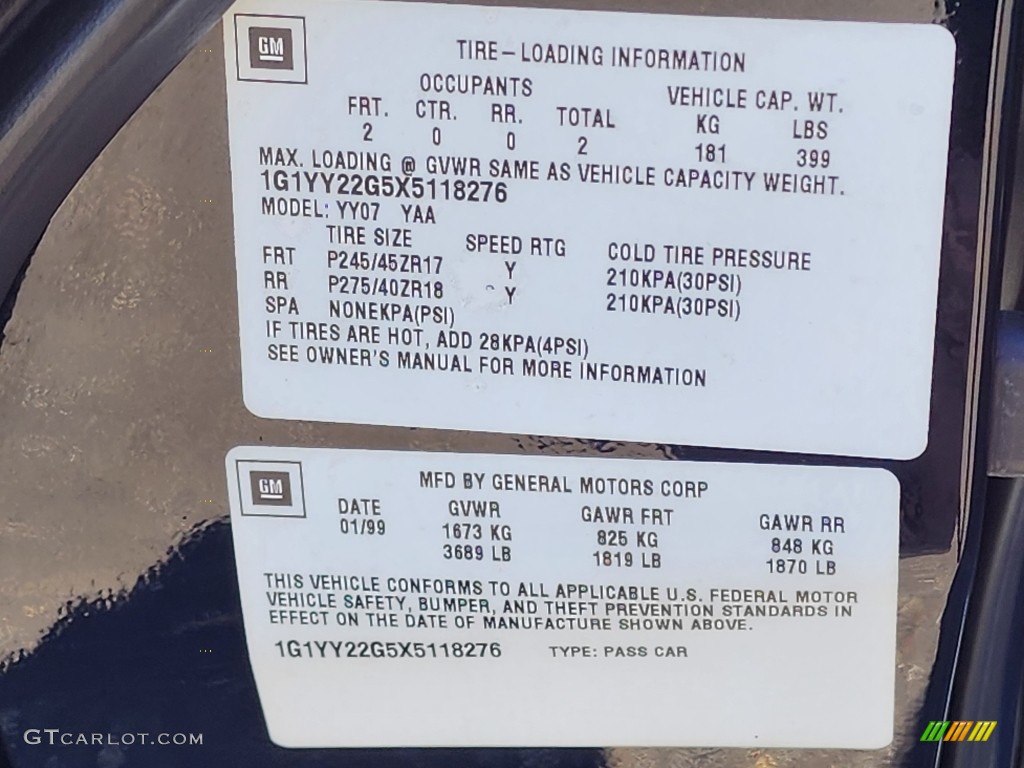 GM
TIRE-LOADING INFORMATION
OCCUPANTS VEHICLE CAP. WT.
FRT. CTR. RR. TOTAL KG LBS
2 0 0 2 181 399
MAX. LOADING @ GVWR SAME AS VEHICLE CAPACITY WEIGHT.
1G1YY22G5X5118276
MODEL: YY07 YAA
TIRE SIZE SPEED RTG COLD TIRE PRESSURE
FRT P245/45ZR17 Y 210KPA(30PSI)
RR P275/40ZR18 Y 210KPA(30PSI)
SPA NONEKPA(PSI)
IF TIRES ARE HOT, ADD 28KPA(4PSI)
SEE OWNER'S MANUAL FOR MORE INFORMATION
GM
MFD BY GENERAL MOTORS CORP
DATE GVWR GAWR FRT GAWR RR
01/99 1673 KG 825 KG 848 KG
3689 LB 1819 LB 1870 LB
THIS VEHICLE CONFORMS TO ALL APPLICABLE U.S. FEDERAL MOTOR
VEHICLE SAFETY, BUMPER, AND THEFT PREVENTION STANDARDS IN
EFFECT ON THE DATE OF MANUFACTURE SHOWN ABOVE.
1G1YY22G5X5118276 TYPE: PASS CAR
GTCARLOT.COM